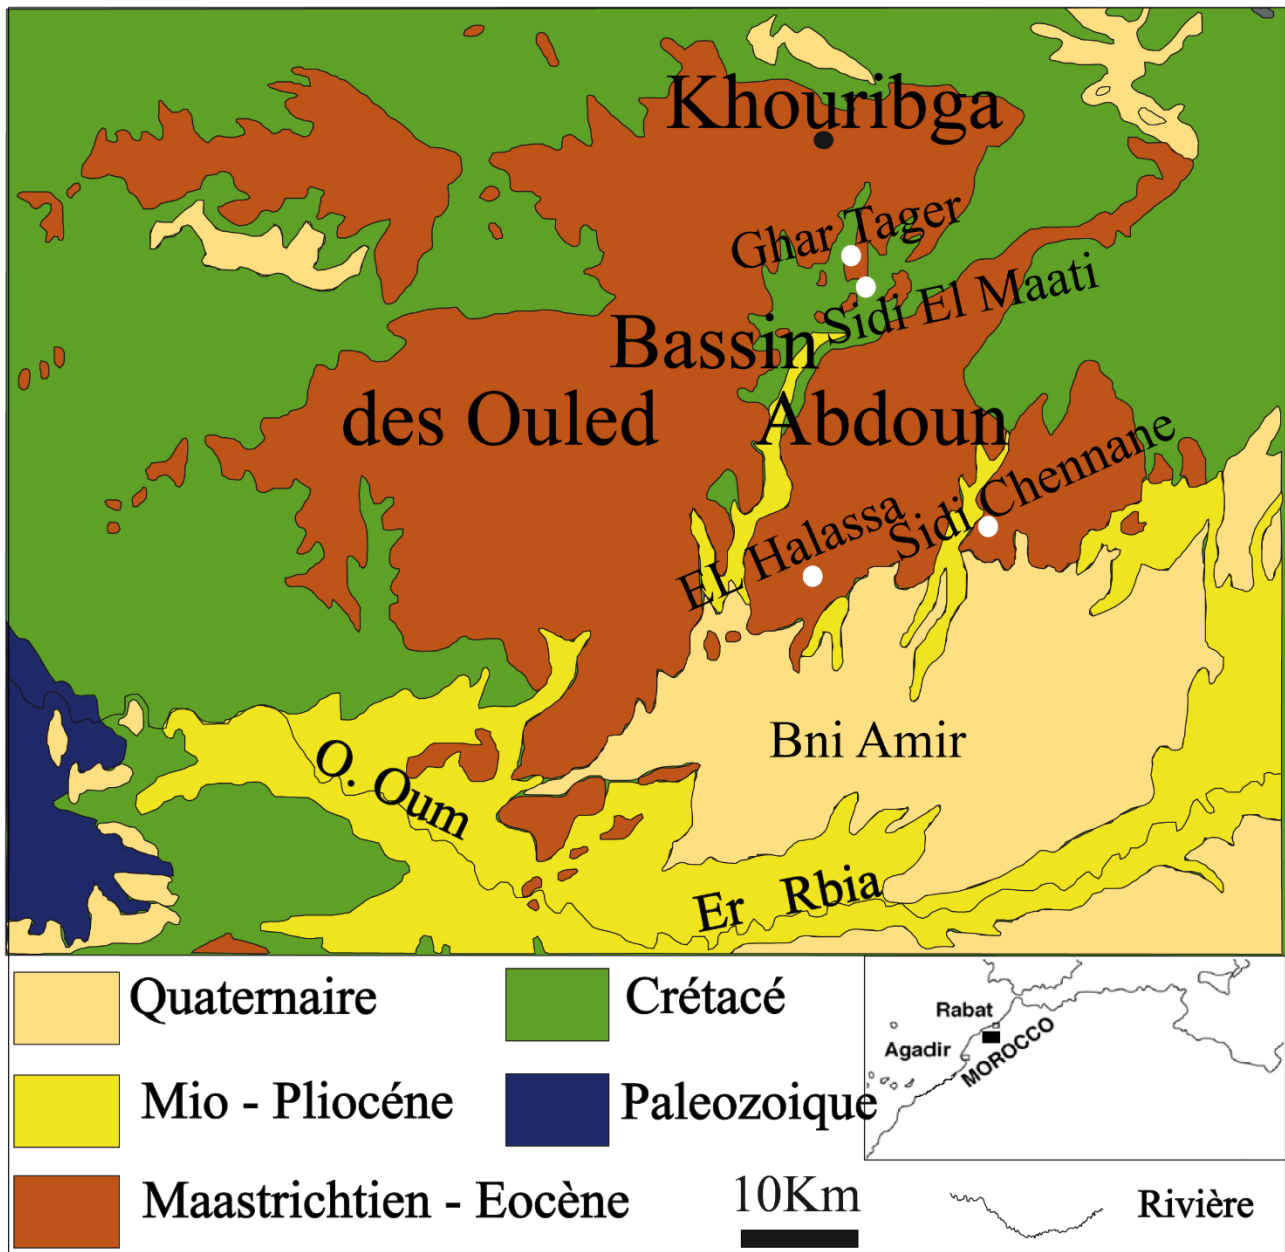 Khouribga
Ghar Tager
Sidi El Maati
Bassin
des Ouled Abdoun
Sidi Chennane
EL Halassa
Bni Amir
O. Oum
Er Rbia
Quaternaire
Crétacé
Mio - Pliocéne
Paleozoique
Maastrichtien - Eocène
10Km
Rivière
Rabat
Agadir
MOROCCO